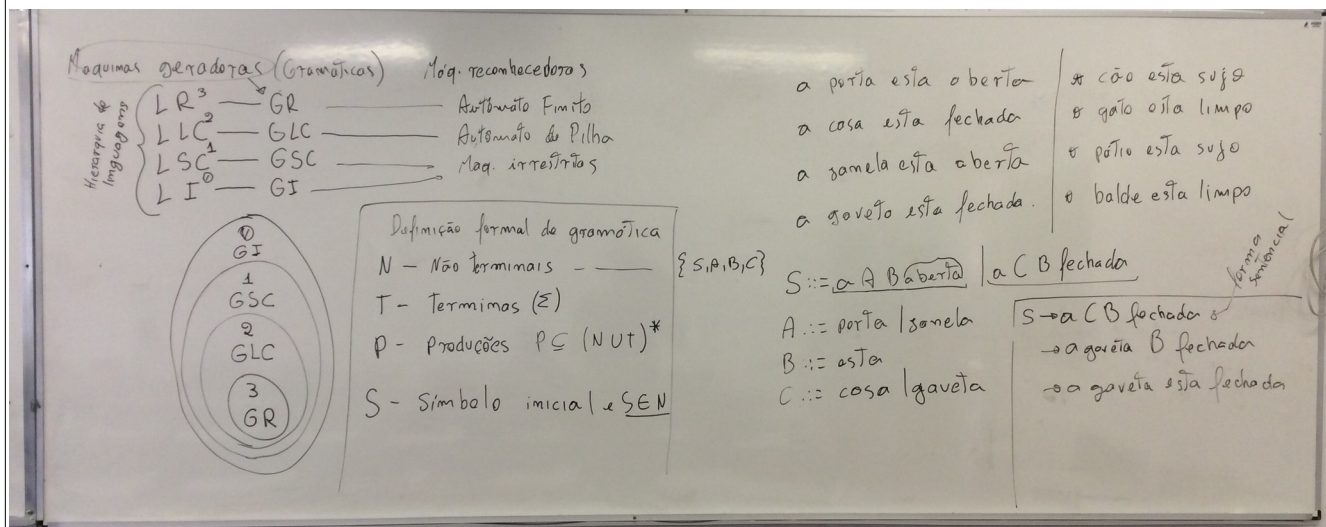 Maquinas geradoras (Gramáticas) Máq. reconhecedoras
Hierarquia de linguagens
LR³ — GR — Autômato Finito
LLC² — GLC — Autômato de Pilha
LSC¹ — GSC — Maq. irrestritas
LI⁰ — GI
0
GI
1
GSC
2
GLC
3
GR
Definição formal de gramática
N - Não terminais - — {S,A,B,C}
T - Terminas (Σ)
P - Produções P ⊆ (N U T)*
S - Símbolo inicial e S E N
a porta esta aberta
a casa esta fechada
a janela esta aberta
a gaveta esta fechada.
o cão esta sujo
o gato esta limpo
o pátio esta sujo
o balde esta limpo
S ::= a A B aberta | a C B fechada
A ::= porta | janela
B ::= esta
C ::= casa | gaveta
forma sentencial
S → a C B fechada
→ a gaveta B fechada
→ a gaveta esta fechada